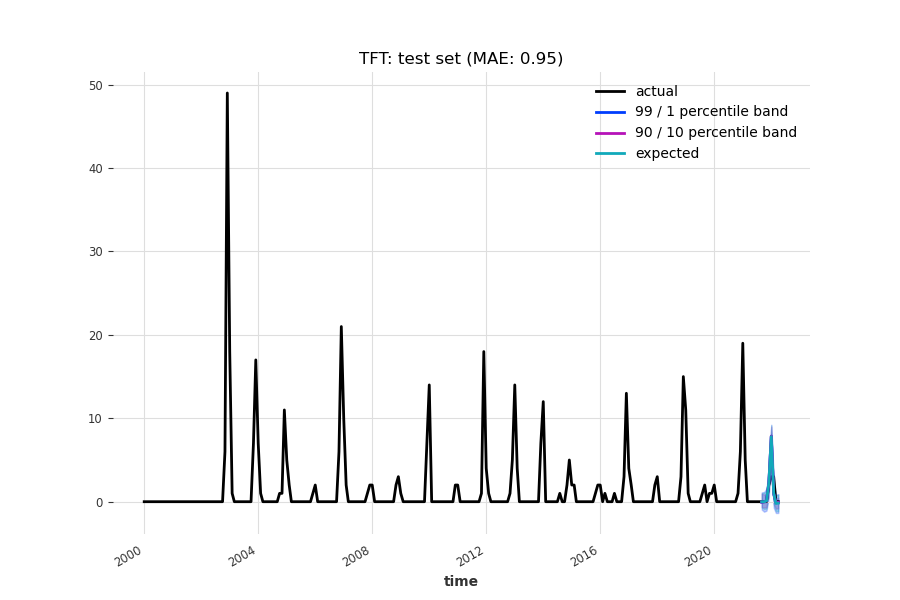 TFT: test set (MAE: 0.95)
actual
99 / 1 percentile band
90 / 10 percentile band
expected
50
40
30
20
10
0
2000
2004
2008
2012
2016
2020
time